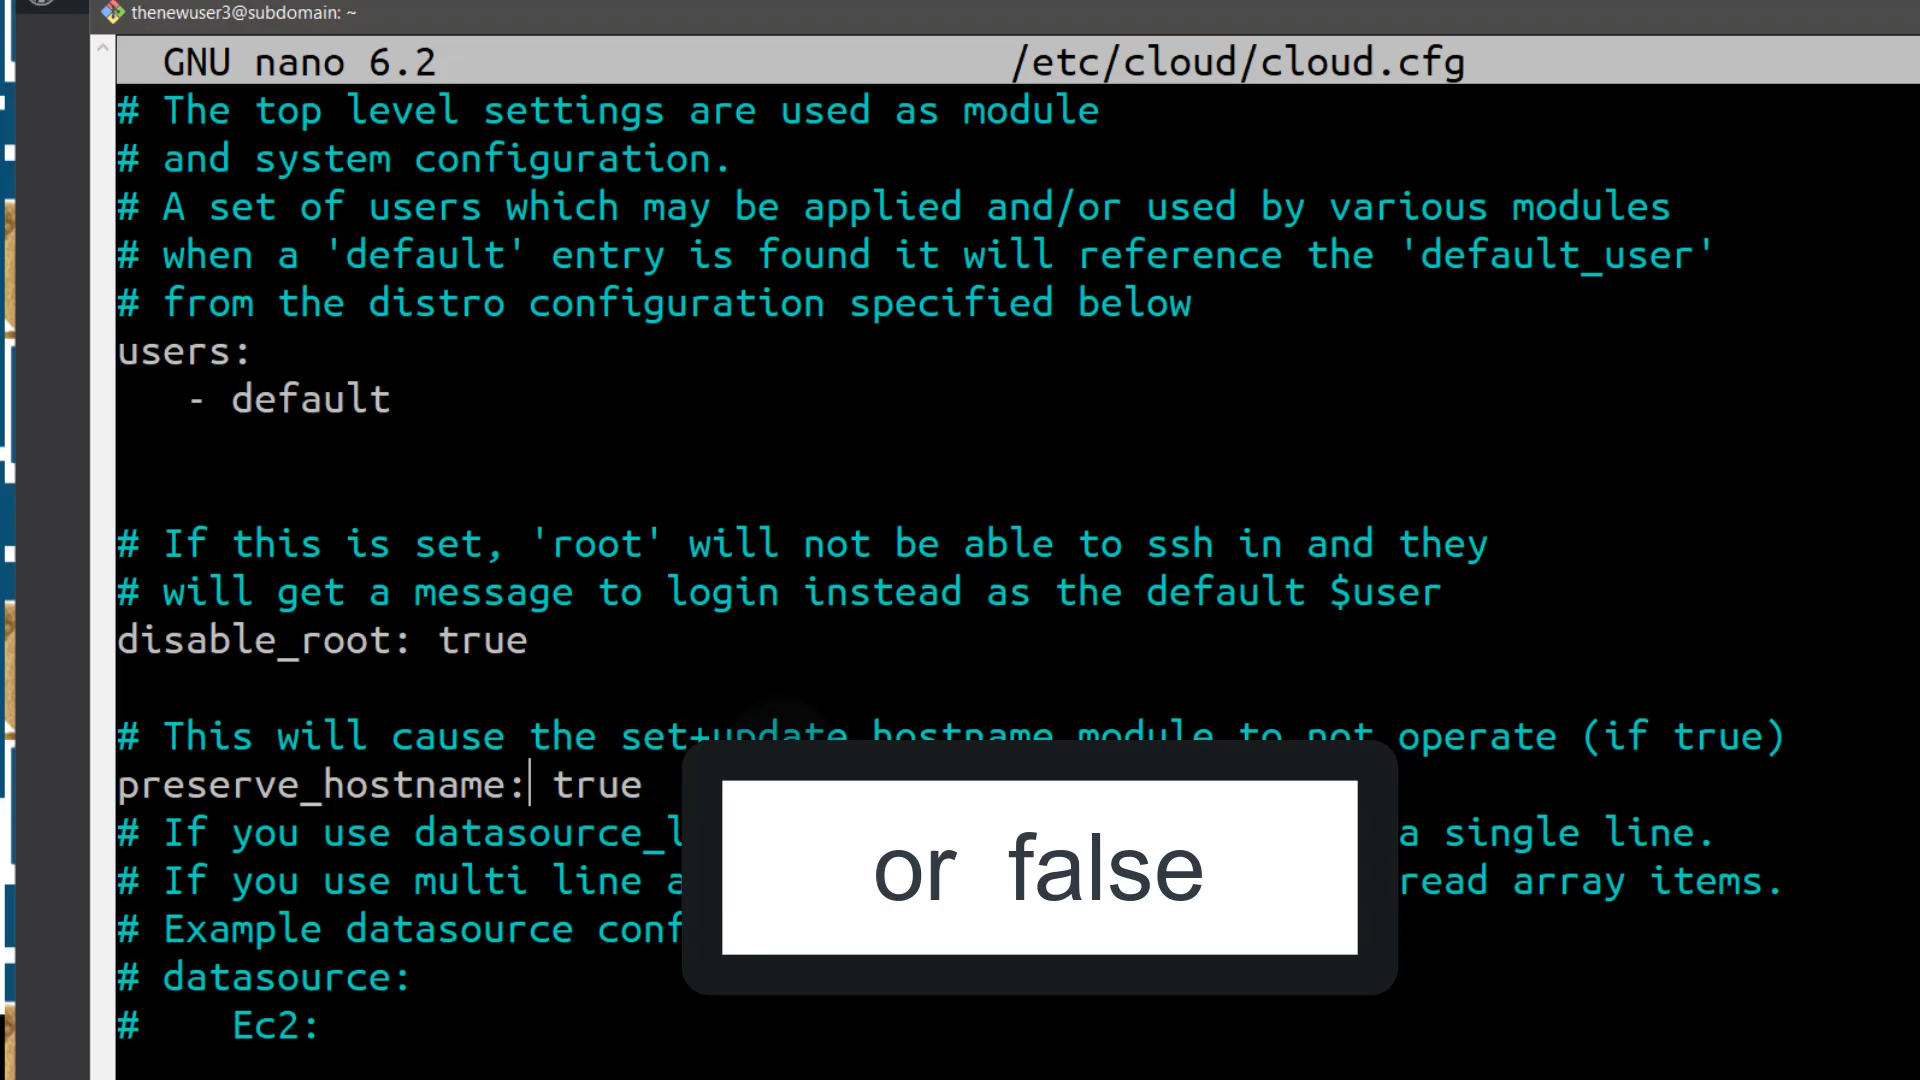 thenewuser3@subdomain: ~
GNU nano 6.2 /etc/cloud/cloud.cfg
# The top level settings are used as module
# and system configuration.
# A set of users which may be applied and/or used by various modules
# when a 'default' entry is found it will reference the 'default_user'
# from the distro configuration specified below
users:
- default
# If this is set, 'root' will not be able to ssh in and they
# will get a message to login instead as the default $user
disable_root: true
# This will cause the set+update hostname module to not operate (if true)
preserve_hostname: true
# If you use datasource_l a single line.
# If you use multi line a read array items.
# Example datasource conf
# datasource:
# Ec2:
or false